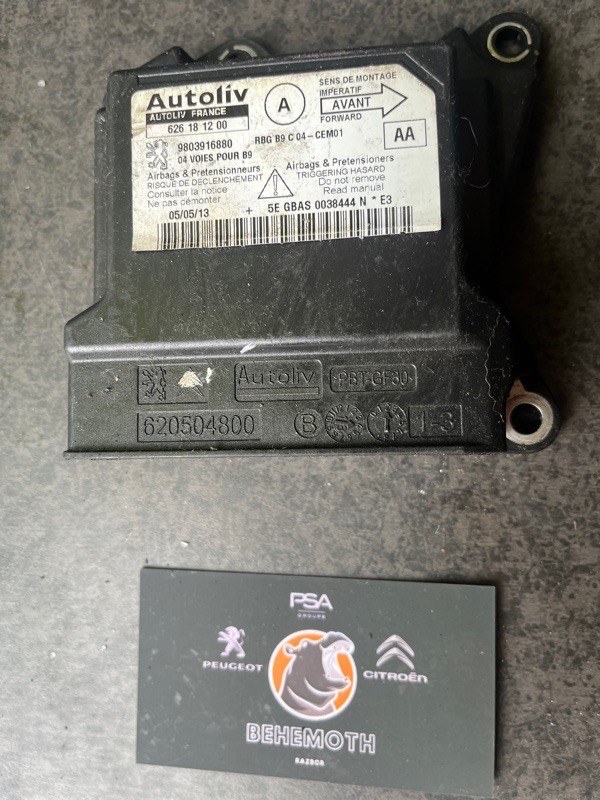 Autoliv
AUTOLIV FRANCE
626 18 12 00
A
SENS DE MONTAGE
IMPERATIF
AVANT
FORWARD
9803916880
RBG B9 C 04-CEM01
AA
04 VOIES POUR B9
Airbags & Pretensionneurs
RISQUE DE DECLENCHEMENT
Consulter la notice
Ne pas démonter
Airbags & Pretensioners
TRIGGERING HASARD
Do not remove
Read manual
05/05/13 + 5E GBAS 0038444 N * E3
Autoliv
PBT-GF30
620504800
B
1-3
PSA
GROUPE
PEUGEOT
CITROËN
BEHEMOTH
RAZBOR